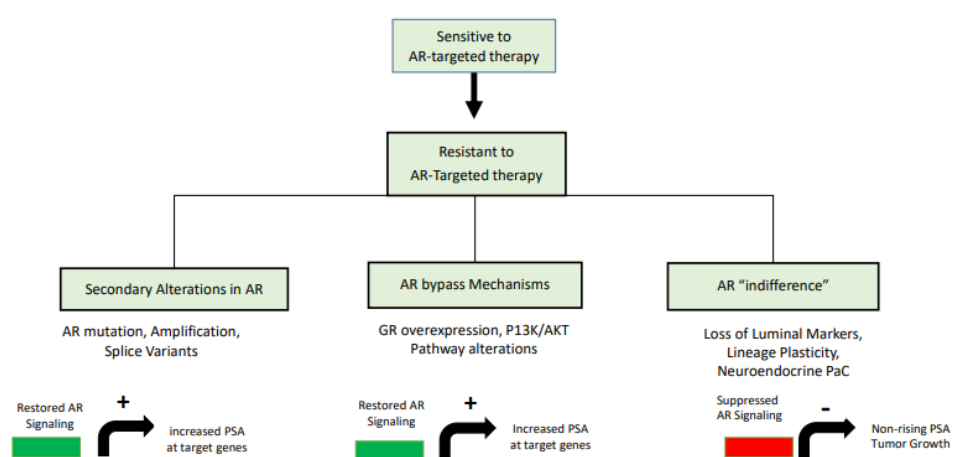 Sensitive to
AR-targeted therapy
Resistant to
AR-Targeted therapy
Secondary Alterations in AR
AR bypass Mechanisms
AR “indifference”
AR mutation, Amplification,
Splice Variants
GR overexpression, P13K/AKT
Pathway alterations
Loss of Luminal Markers,
Lineage Plasticity,
Neuroendocrine PaC
Restored AR
Signaling
+
increased PSA
at target genes
Restored AR
Signaling
+
Increased PSA
at target genes
Suppressed
AR Signaling
-
Non-rising PSA
Tumor Growth